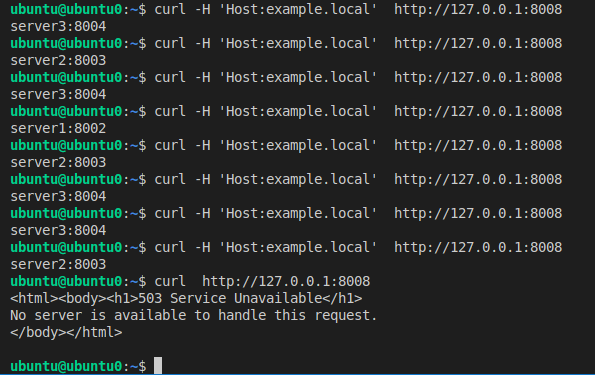 ubuntu@ubuntu0:~$ curl -H 'Host:example.local'  http://127.0.0.1:8008
server3:8004
ubuntu@ubuntu0:~$ curl -H 'Host:example.local'  http://127.0.0.1:8008
server2:8003
ubuntu@ubuntu0:~$ curl -H 'Host:example.local'  http://127.0.0.1:8008
server3:8004
ubuntu@ubuntu0:~$ curl -H 'Host:example.local'  http://127.0.0.1:8008
server1:8002
ubuntu@ubuntu0:~$ curl -H 'Host:example.local'  http://127.0.0.1:8008
server2:8003
ubuntu@ubuntu0:~$ curl -H 'Host:example.local'  http://127.0.0.1:8008
server3:8004
ubuntu@ubuntu0:~$ curl -H 'Host:example.local'  http://127.0.0.1:8008
server3:8004
ubuntu@ubuntu0:~$ curl -H 'Host:example.local'  http://127.0.0.1:8008
server2:8003
ubuntu@ubuntu0:~$ curl  http://127.0.0.1:8008
<html><body><h1>503 Service Unavailable</h1>
No server is available to handle this request.
</body></html>
ubuntu@ubuntu0:~$